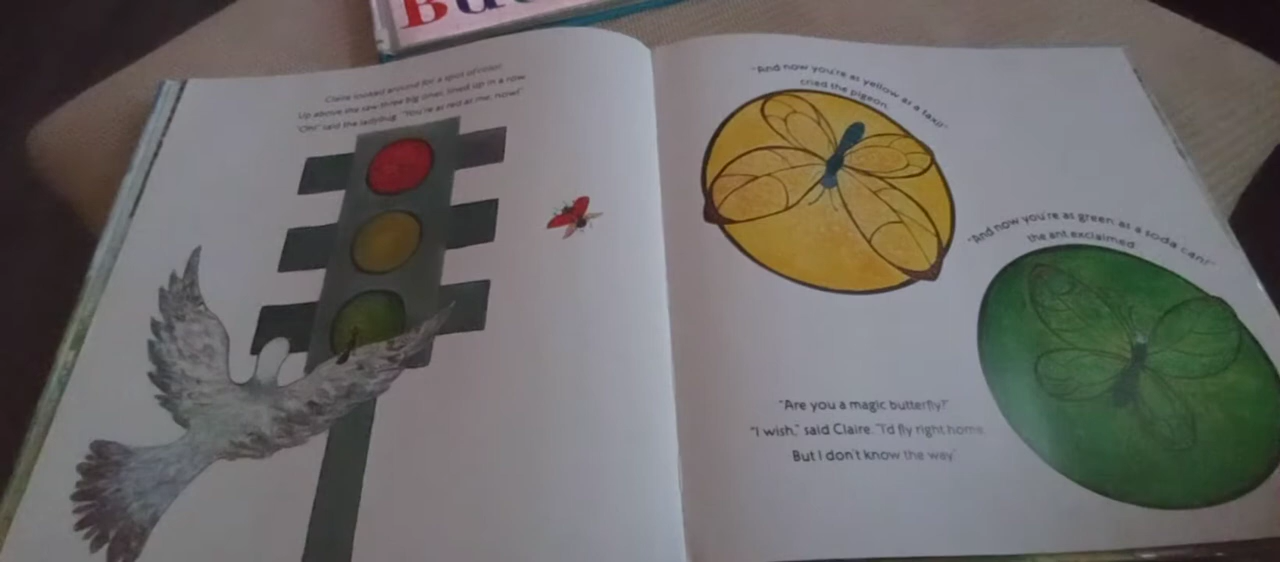 Bu
Claire looked around for a spot of color.
Up above she saw three big ones, lined up in a row.
"Oh!" said the ladybug. "You're as red as me, now!"
"And now you're as yellow as a taxi!"
cried the pigeon.
"And now you're as green as a soda can!"
the ant exclaimed.
"Are you a magic butterfly?"
"I wish," said Claire. "I'd fly right home.
But I don't know the way."